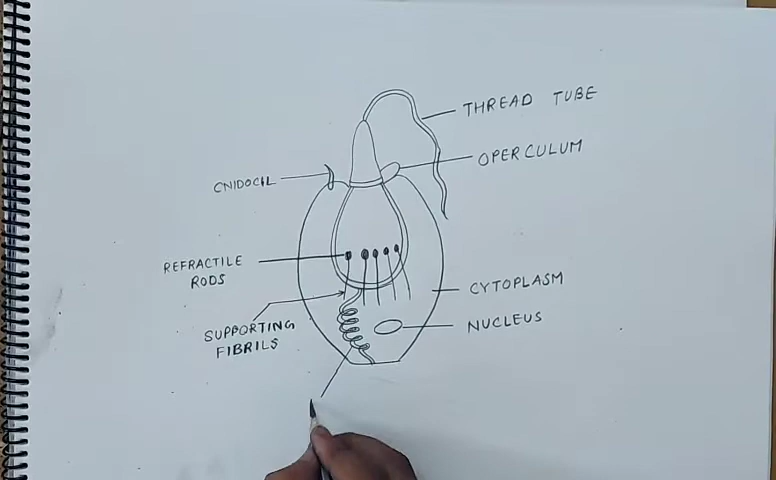 THREAD TUBE
OPERCULUM
CNIDOCIL
REFRACTILE
RODS
CYTOPLASM
SUPPORTING
FIBRILS
NUCLEUS